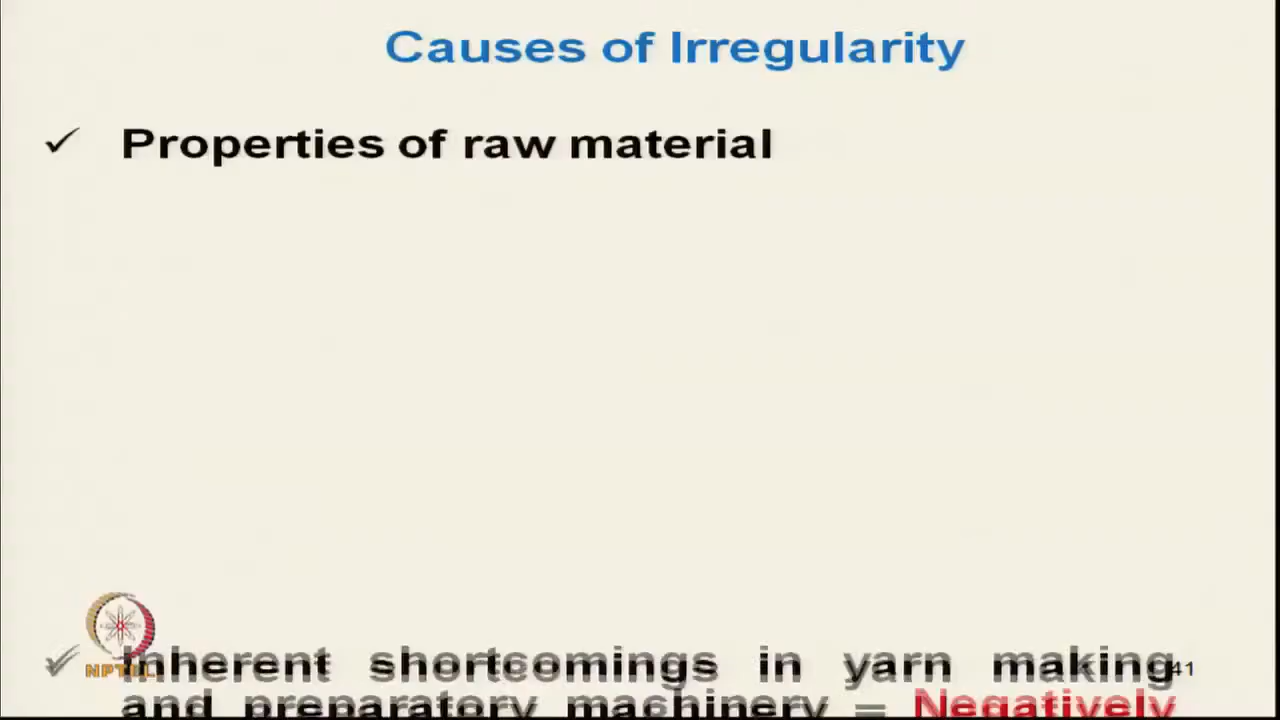 Causes of Irregularity
✓ Properties of raw material
✓ Inherent shortcomings in yarn making
and preparatory machinery = Negatively
NPTEL
41